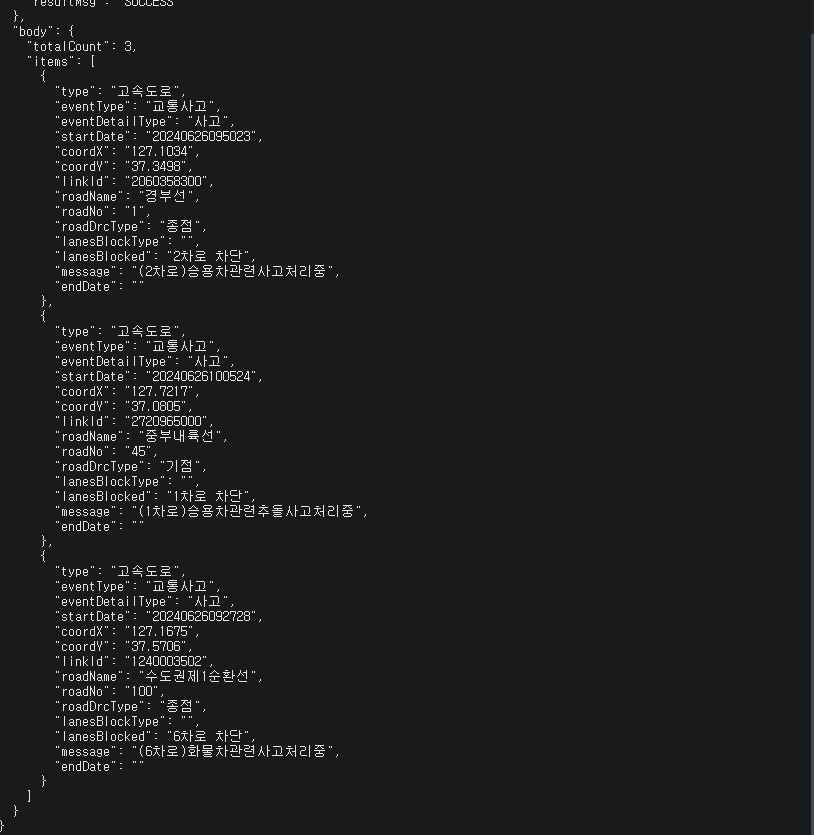 "resultMsg": "SUCCESS"
},
"body": {
"totalCount": 3,
"items": [
{
"type": "고속도로",
"eventType": "교통사고",
"eventDetailType": "사고",
"startDate": "20240626095023",
"coordX": "127.1034",
"coordY": "37.3498",
"linkId": "2060358300",
"roadName": "경부선",
"roadNo": "1",
"roadDrcType": "종점",
"lanesBlockType": "",
"lanesBlocked": "2차로 차단",
"message": "(2차로)승용차관련사고처리중",
"endDate": ""
},
{
"type": "고속도로",
"eventType": "교통사고",
"eventDetailType": "사고",
"startDate": "20240626100524",
"coordX": "127.7217",
"coordY": "37.0805",
"linkId": "2720965000",
"roadName": "중부내륙선",
"roadNo": "45",
"roadDrcType": "기점",
"lanesBlockType": "",
"lanesBlocked": "1차로 차단",
"message": "(1차로)승용차관련추돌사고처리중",
"endDate": ""
},
{
"type": "고속도로",
"eventType": "교통사고",
"eventDetailType": "사고",
"startDate": "20240626092728",
"coordX": "127.1675",
"coordY": "37.5706",
"linkId": "1240003502",
"roadName": "수도권제1순환선",
"roadNo": "100",
"roadDrcType": "종점",
"lanesBlockType": "",
"lanesBlocked": "6차로 차단",
"message": "(6차로)화물차관련사고처리중",
"endDate": ""
}
]
}
}